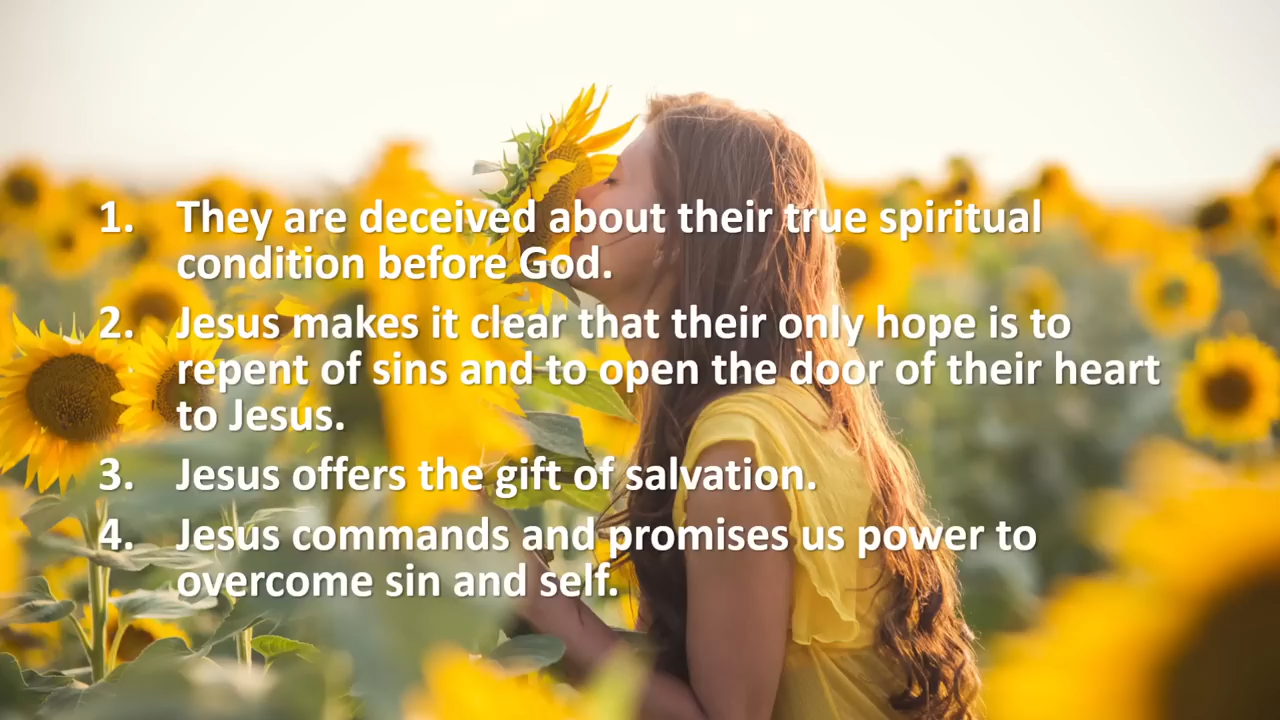 1. They are deceived about their true spiritual
condition before God.
2. Jesus makes it clear that their only hope is to
repent of sins and to open the door of their heart
to Jesus.
3. Jesus offers the gift of salvation.
4. Jesus commands and promises us power to
overcome sin and self.